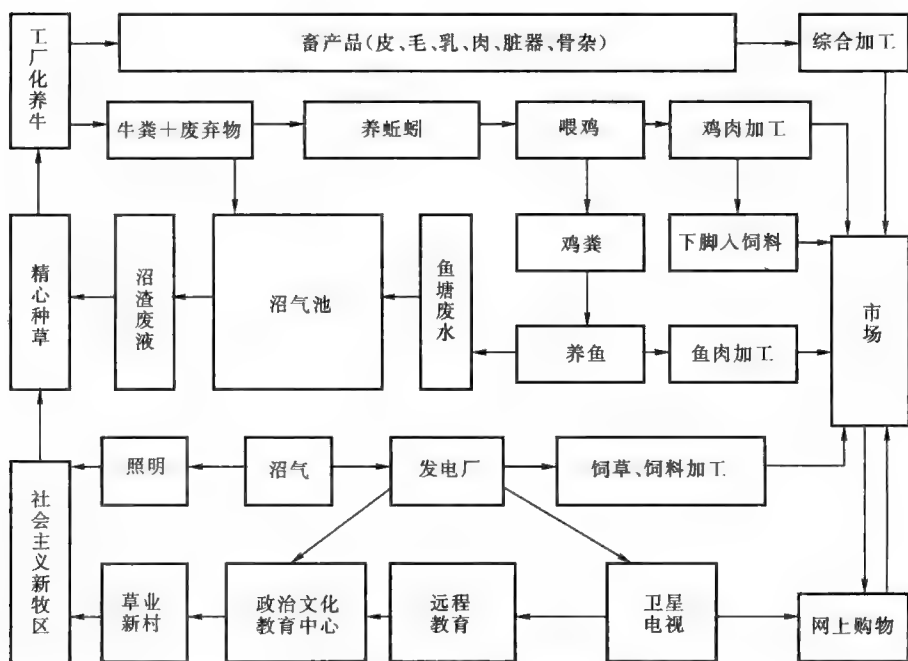 工厂化养牛
畜产品(皮、毛、乳、肉、脏器、骨杂)
综合加工
牛粪＋废弃物
养蚯蚓
喂鸡
鸡肉加工
精心种草
沼渣废液
沼气池
鱼塘废水
鸡粪
下脚入饲料
市场
养鱼
鱼肉加工
社会主义新牧区
照明
沼气
发电厂
饲草、饲料加工
草业
新村
政治文化
教育中心
远程
教育
卫星
电视
网上购物